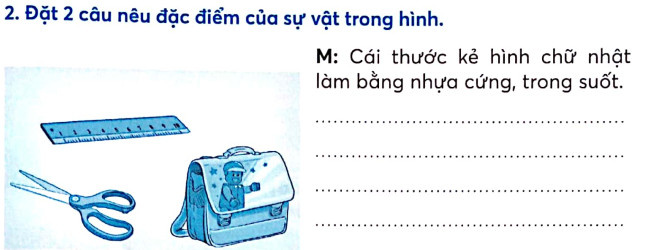 2. Đặt 2 câu nêu đặc điểm của sự vật trong hình.
M: Cái thước kẻ hình chữ nhật
làm bằng nhựa cứng, trong suốt.